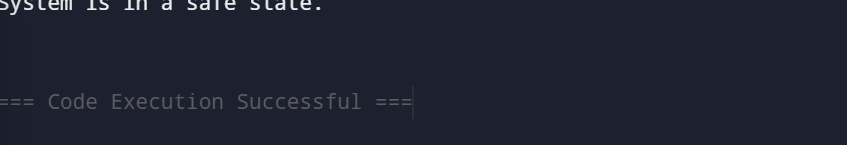 System is in a safe state.
=== Code Execution Successful ===